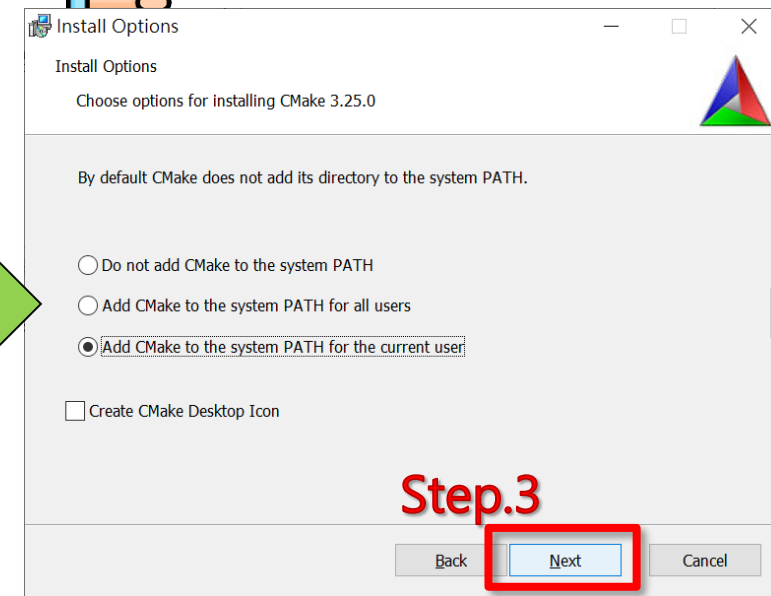 Install Options
Install Options
Choose options for installing CMake 3.25.0
By default CMake does not add its directory to the system PATH.
Do not add CMake to the system PATH
Add CMake to the system PATH for all users
Add CMake to the system PATH for the current user
Create CMake Desktop Icon
Step.3
Back Next Cancel